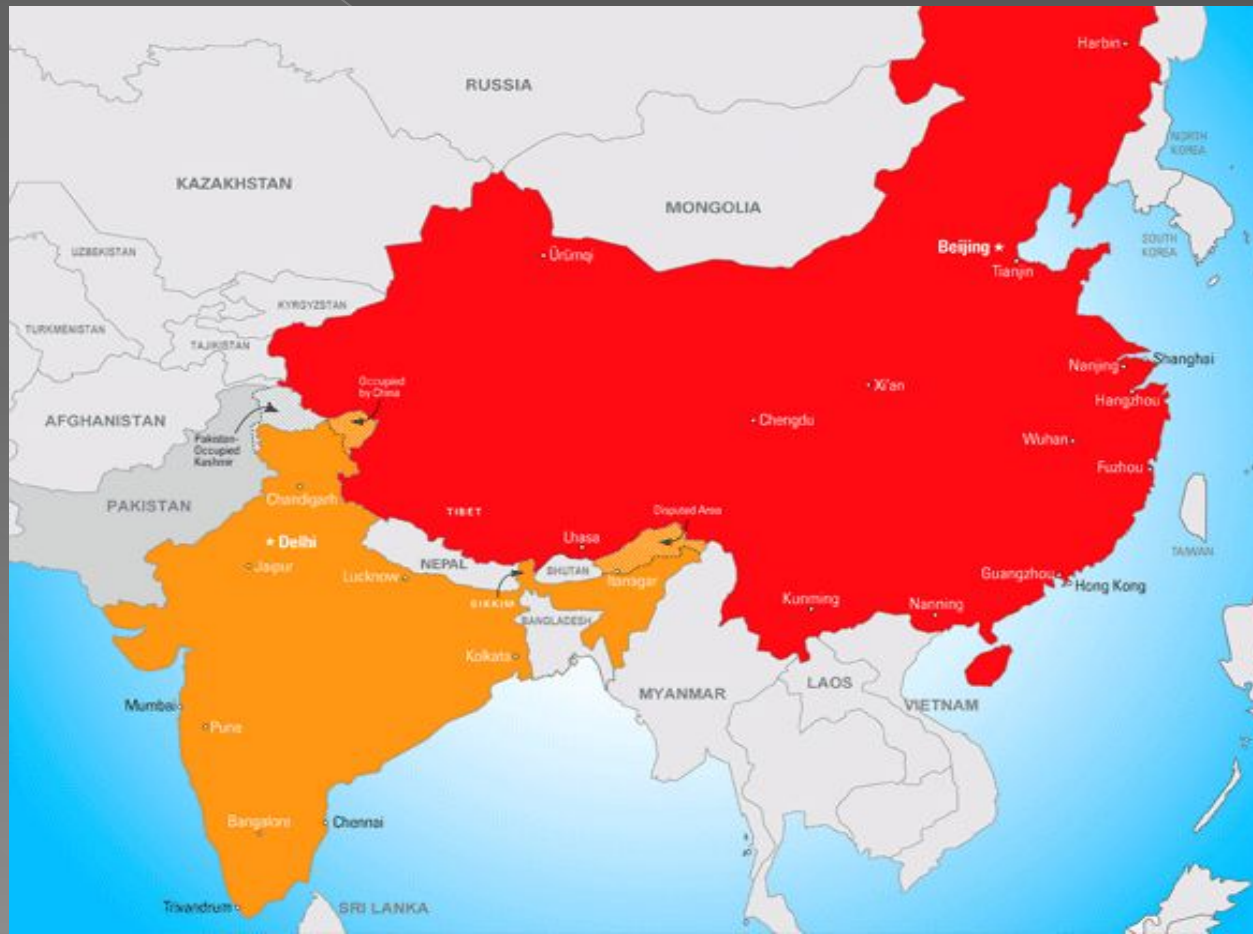 Harbin
RUSSIA
NORTH
KOREA
KAZAKHSTAN
MONGOLIA
SOUTH
KOREA
Beijing
Tianjin
UZBEKISTAN
Ürümqi
KYRGYZSTAN
TURKMENISTAN
TAJIKISTAN
Shanghai
Nanjing
Occupied
by China
Xi'an
Hangzhou
AFGHANISTAN
Chengdu
Pakistan-
Occupied
Kashmir
Wuhan
Fuzhou
Chandigarh
PAKISTAN
TIBET
Disputed Area
Delhi
Lhasa
TAIWAN
Jaipur
Lucknow
NEPAL
BHUTAN
Itanagar
Guangzhou
Hong Kong
SIKKIM
Kunming
Nanning
BANGLADESH
Kolkata
MYANMAR
LAOS
VIETNAM
Mumbai
Pune
Bangalore
Chennai
Trivandrum
SRI LANKA